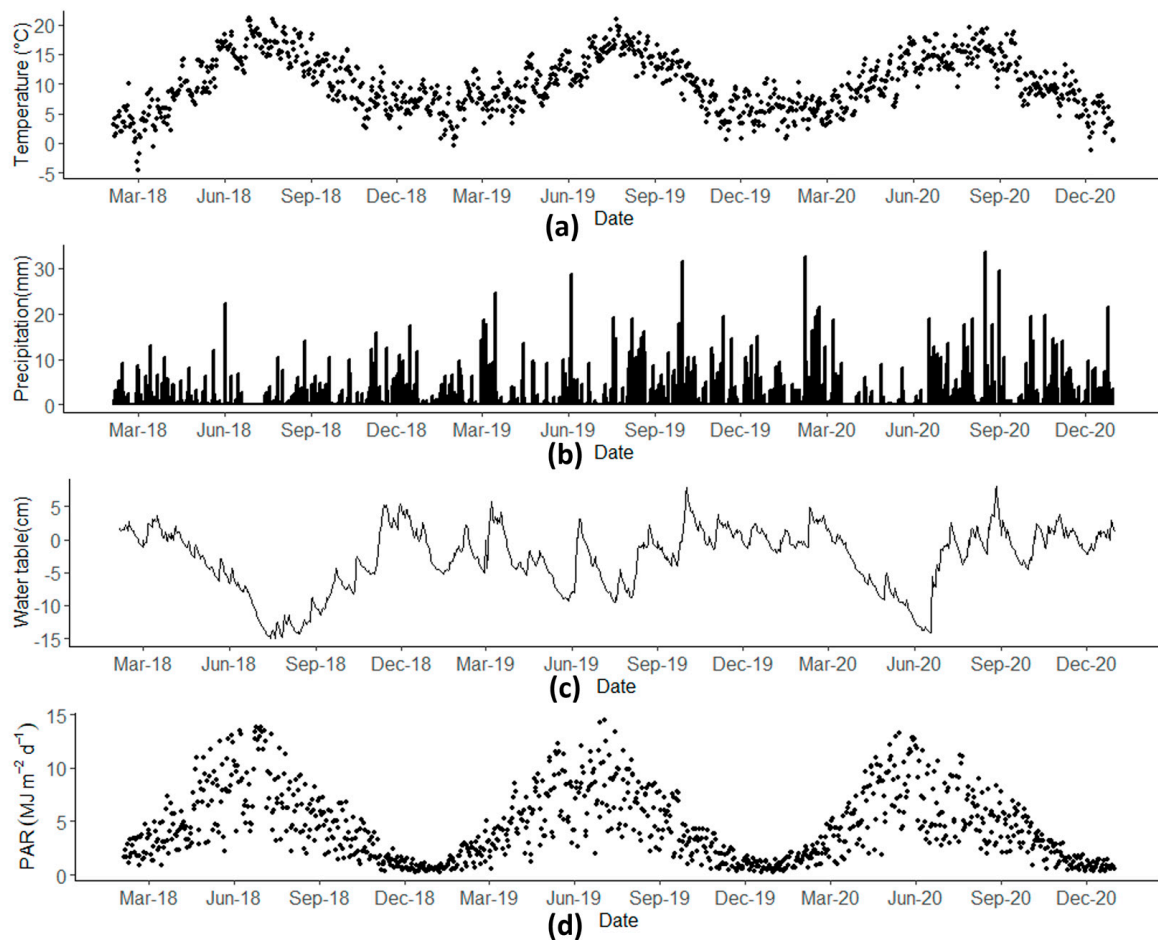 Temperature (°C)
20
15
10
5
0
-5
Mar-18 Jun-18 Sep-18 Dec-18 Mar-19 Jun-19 Sep-19 Dec-19 Mar-20 Jun-20 Sep-20 Dec-20
Date
(a)
Precipitation(mm)
30
20
10
0
Mar-18 Jun-18 Sep-18 Dec-18 Mar-19 Jun-19 Sep-19 Dec-19 Mar-20 Jun-20 Sep-20 Dec-20
Date
(b)
Water table(cm)
5
0
-5
-10
-15
Mar-18 Jun-18 Sep-18 Dec-18 Mar-19 Jun-19 Sep-19 Dec-19 Mar-20 Jun-20 Sep-20 Dec-20
Date
(c)
PAR (MJ m⁻² d⁻¹)
15
10
5
0
Mar-18 Jun-18 Sep-18 Dec-18 Mar-19 Jun-19 Sep-19 Dec-19 Mar-20 Jun-20 Sep-20 Dec-20
Date
(d)